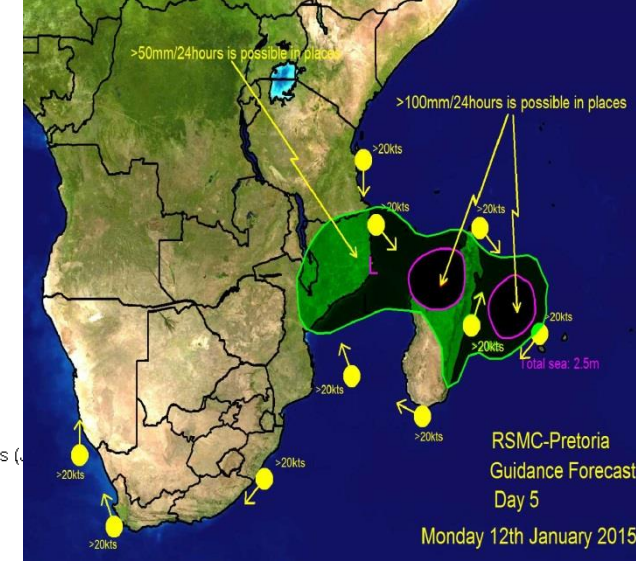 >50mm/24hours is possible in places
>100mm/24hours is possible in places
>20kts
>20kts
>20kts
L
>20kts
>20kts
Total sea: 2.5m
>20kts
>20kts
>20kts
>20kts
>20kts
s (
RSMC-Pretoria
Guidance Forecast
Day 5
Monday 12th January 2015